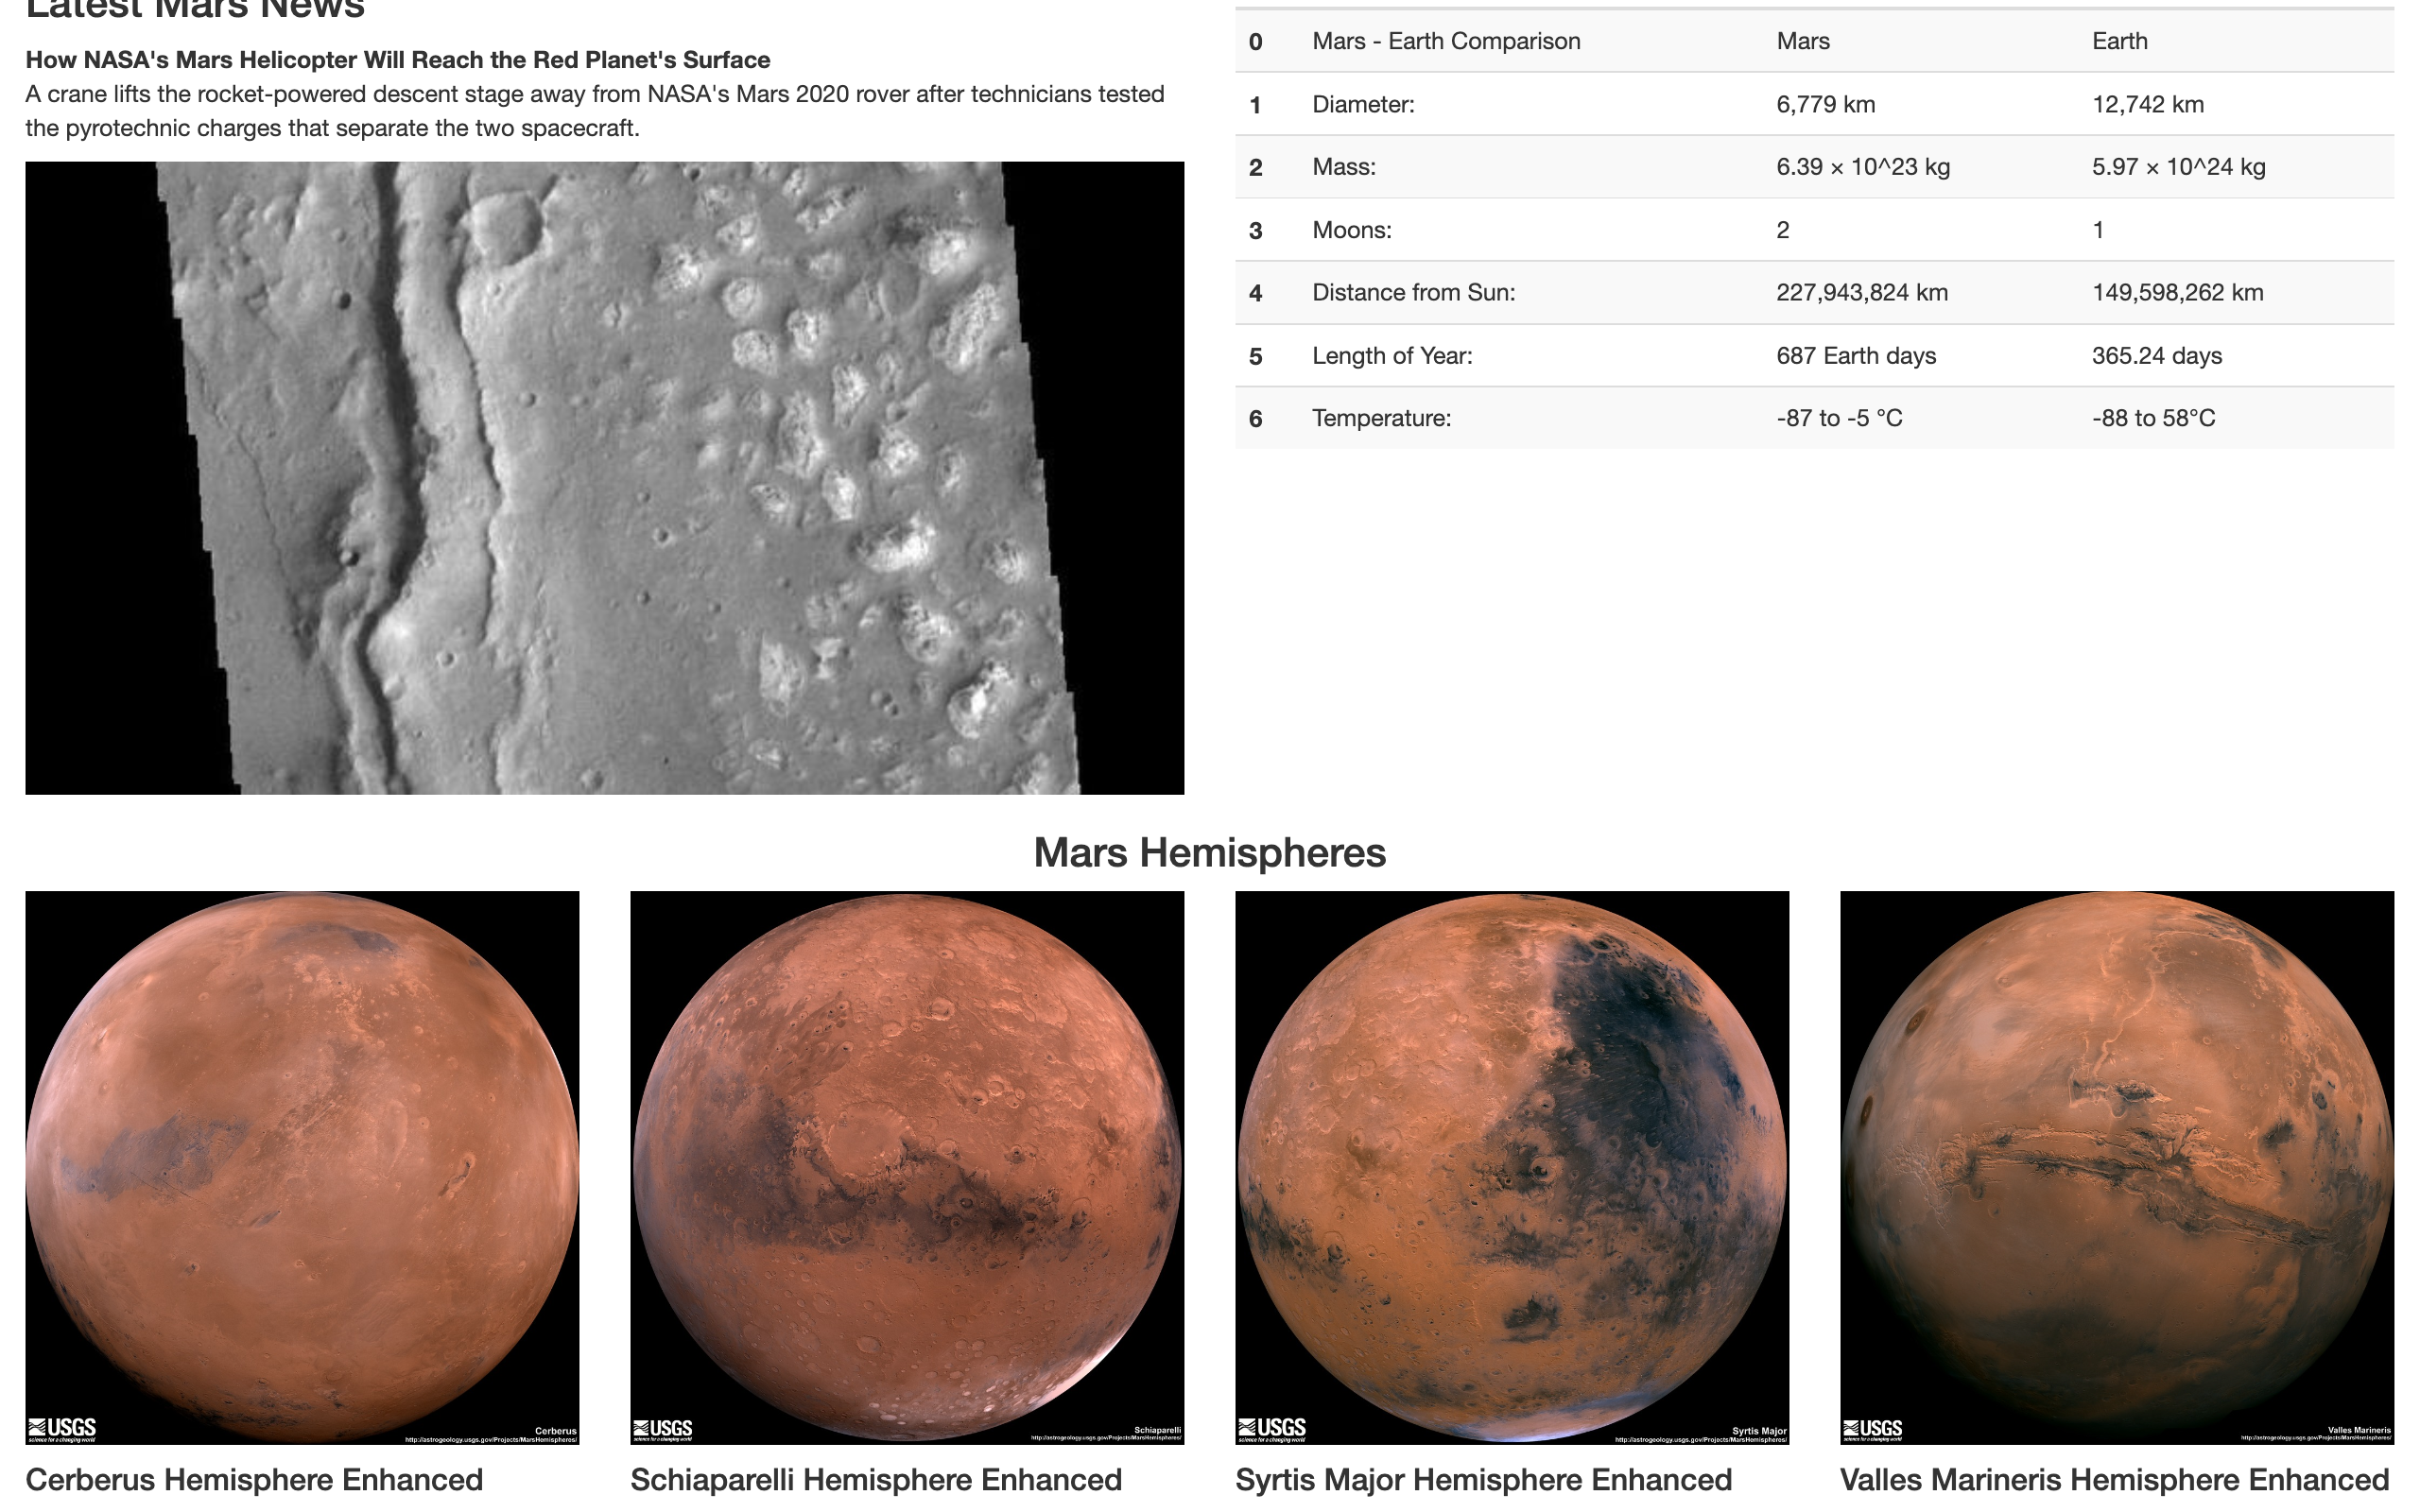 Latest Mars News
How NASA's Mars Helicopter Will Reach the Red Planet's Surface
A crane lifts the rocket-powered descent stage away from NASA's Mars 2020 rover after technicians tested
the pyrotechnic charges that separate the two spacecraft.
0 Mars - Earth Comparison Mars Earth
1 Diameter: 6,779 km 12,742 km
2 Mass: 6.39 × 10^23 kg 5.97 × 10^24 kg
3 Moons: 2 1
4 Distance from Sun: 227,943,824 km 149,598,262 km
5 Length of Year: 687 Earth days 365.24 days
6 Temperature: -87 to -5 °C -88 to 58°C
Mars Hemispheres
USGS
science for a changing world
Cerberus
http://astrogeology.usgs.gov/Projects/MarsHemispheres/
Cerberus Hemisphere Enhanced
USGS
science for a changing world
Schiaparelli
http://astrogeology.usgs.gov/Projects/MarsHemispheres/
Schiaparelli Hemisphere Enhanced
USGS
science for a changing world
Syrtis Major
http://astrogeology.usgs.gov/Projects/MarsHemispheres/
Syrtis Major Hemisphere Enhanced
USGS
science for a changing world
Valles Marineris
http://astrogeology.usgs.gov/Projects/MarsHemispheres/
Valles Marineris Hemisphere Enhanced